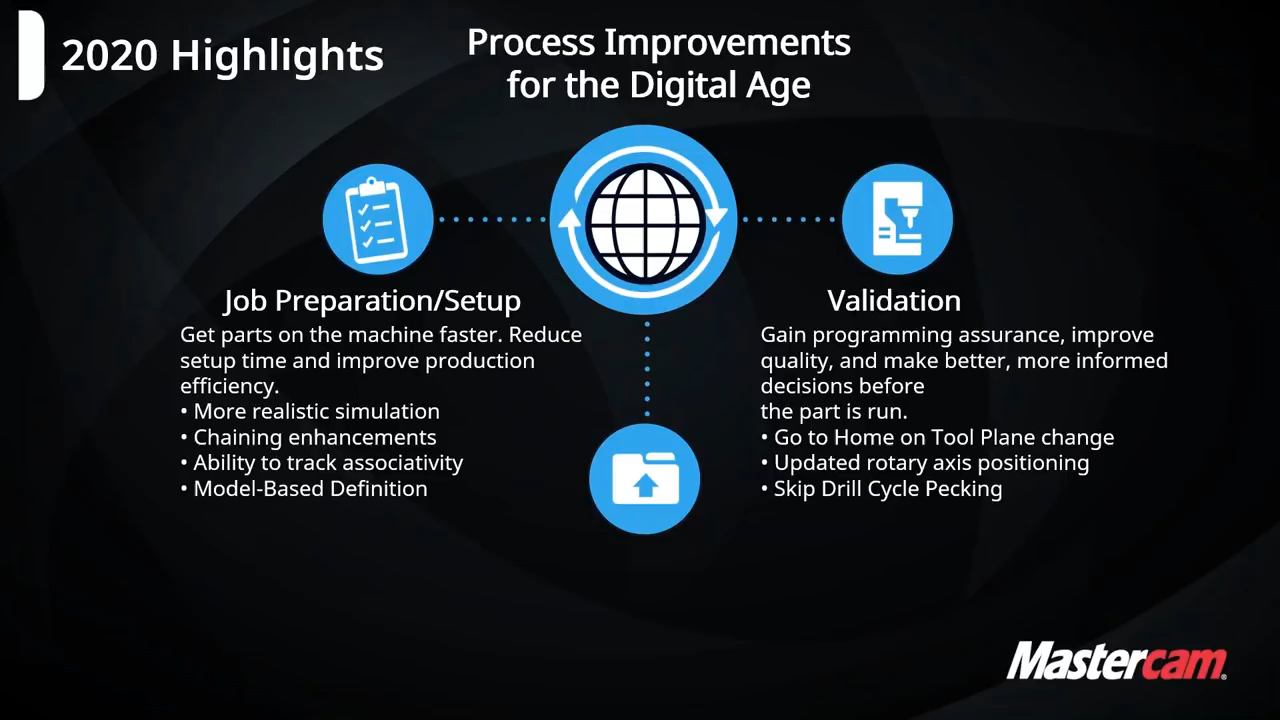 2020 Highlights
Process Improvements
for the Digital Age
Job Preparation/Setup
Get parts on the machine faster. Reduce
setup time and improve production
efficiency.
• More realistic simulation
• Chaining enhancements
• Ability to track associativity
• Model-Based Definition
Validation
Gain programming assurance, improve
quality, and make better, more informed
decisions before
the part is run.
• Go to Home on Tool Plane change
• Updated rotary axis positioning
• Skip Drill Cycle Pecking
Mastercam®